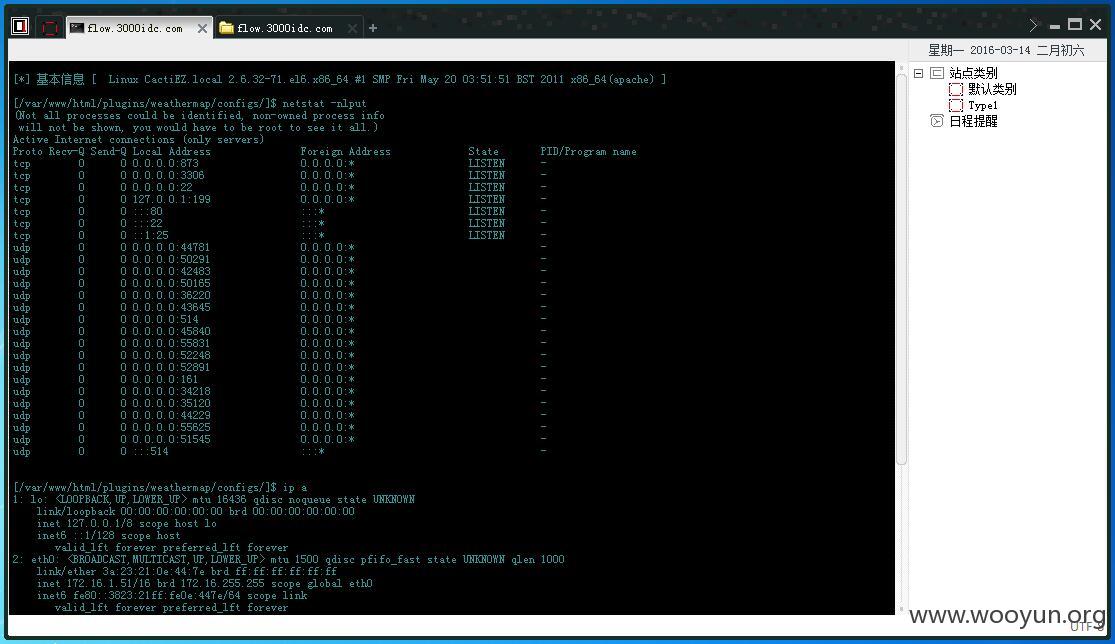 flow.3000idc.com
flow.3000idc.com
星期一 2016-03-14 二月初六
站点类别
默认类别
Type1
日程提醒
[*] 基本信息 [ Linux CactiEZ.local 2.6.32-71.el6.x86_64 #1 SMP Fri May 20 03:51:51 BST 2011 x86_64(apache) ]
[/var/www/html/plugins/weathermap/configs/]$ netstat -nlput
(Not all processes could be identified, non-owned process info
will not be shown, you would have to be root to see it all.)
Active Internet connections (only servers)
Proto Recv-Q Send-Q Local Address Foreign Address State PID/Program name
tcp 0 0 0.0.0.0:873 0.0.0.0:* LISTEN -
tcp 0 0 0.0.0.0:3306 0.0.0.0:* LISTEN -
tcp 0 0 0.0.0.0:22 0.0.0.0:* LISTEN -
tcp 0 0 127.0.0.1:199 0.0.0.0:* LISTEN -
tcp 0 0 :::80 :::* LISTEN -
tcp 0 0 :::22 :::* LISTEN -
tcp 0 0 ::1:25 :::* LISTEN -
udp 0 0 0.0.0.0:44781 0.0.0.0:* -
udp 0 0 0.0.0.0:50291 0.0.0.0:* -
udp 0 0 0.0.0.0:42483 0.0.0.0:* -
udp 0 0 0.0.0.0:50165 0.0.0.0:* -
udp 0 0 0.0.0.0:36220 0.0.0.0:* -
udp 0 0 0.0.0.0:43645 0.0.0.0:* -
udp 0 0 0.0.0.0:514 0.0.0.0:* -
udp 0 0 0.0.0.0:45840 0.0.0.0:* -
udp 0 0 0.0.0.0:55831 0.0.0.0:* -
udp 0 0 0.0.0.0:52248 0.0.0.0:* -
udp 0 0 0.0.0.0:52891 0.0.0.0:* -
udp 0 0 0.0.0.0:161 0.0.0.0:* -
udp 0 0 0.0.0.0:34218 0.0.0.0:* -
udp 0 0 0.0.0.0:35120 0.0.0.0:* -
udp 0 0 0.0.0.0:44229 0.0.0.0:* -
udp 0 0 0.0.0.0:55625 0.0.0.0:* -
udp 0 0 0.0.0.0:51545 0.0.0.0:* -
udp 0 0 :::514 :::* -
[/var/www/html/plugins/weathermap/configs/]$ ip a
1: lo: <LOOPBACK,UP,LOWER_UP> mtu 16436 qdisc noqueue state UNKNOWN
link/loopback 00:00:00:00:00:00 brd 00:00:00:00:00:00
inet 127.0.0.1/8 scope host lo
inet6 ::1/128 scope host
valid_lft forever preferred_lft forever
2: eth0: <BROADCAST,MULTICAST,UP,LOWER_UP> mtu 1500 qdisc pfifo_fast state UNKNOWN qlen 1000
link/ether 3a:23:21:0e:44:7e brd ff:ff:ff:ff:ff:ff
inet 172.16.1.51/16 brd 172.16.255.255 scope global eth0
inet6 fe80::3823:21ff:fe0e:447e/64 scope link
valid_lft forever preferred_lft forever
www.wooyun.org
UTF-8